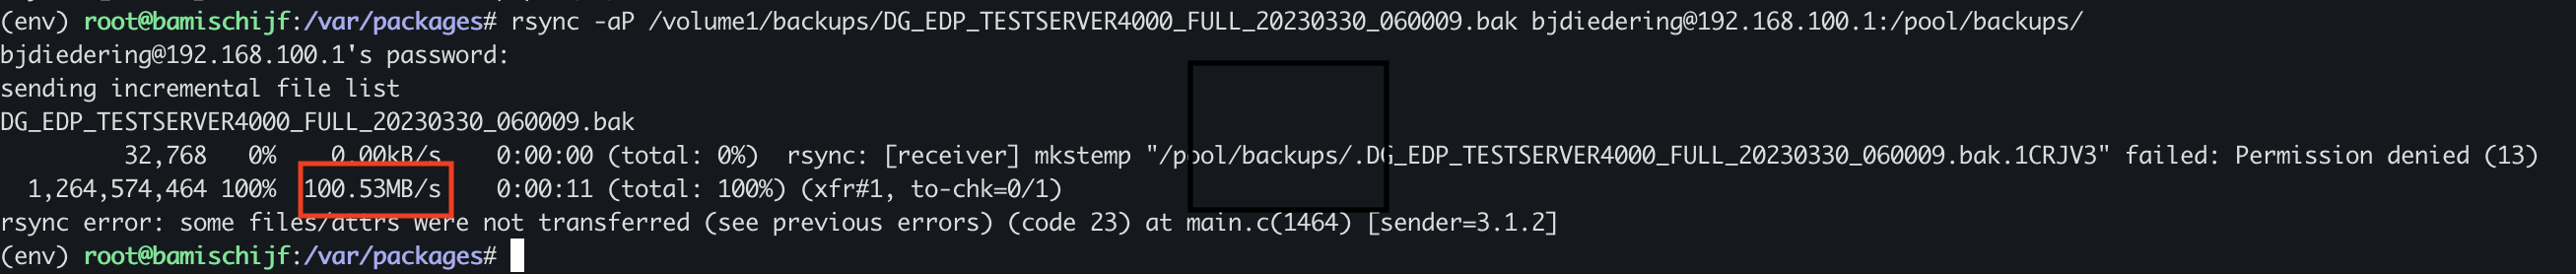 (env) root@bamischijf:/var/packages# rsync -aP /volume1/backups/DG_EDP_TESTSERVER4000_FULL_20230330_060009.bak bjdiedering@192.168.100.1:/pool/backups/
bjdiedering@192.168.100.1's password:
sending incremental file list
DG_EDP_TESTSERVER4000_FULL_20230330_060009.bak
32,768 0% 0.00kB/s 0:00:00 (total: 0%) rsync: [receiver] mkstemp "/pool/backups/.DG_EDP_TESTSERVER4000_FULL_20230330_060009.bak.1CRJV3" failed: Permission denied (13)
1,264,574,464 100% 100.53MB/s 0:00:11 (total: 100%) (xfr#1, to-chk=0/1)
rsync error: some files/attrs were not transferred (see previous errors) (code 23) at main.c(1464) [sender=3.1.2]
(env) root@bamischijf:/var/packages#